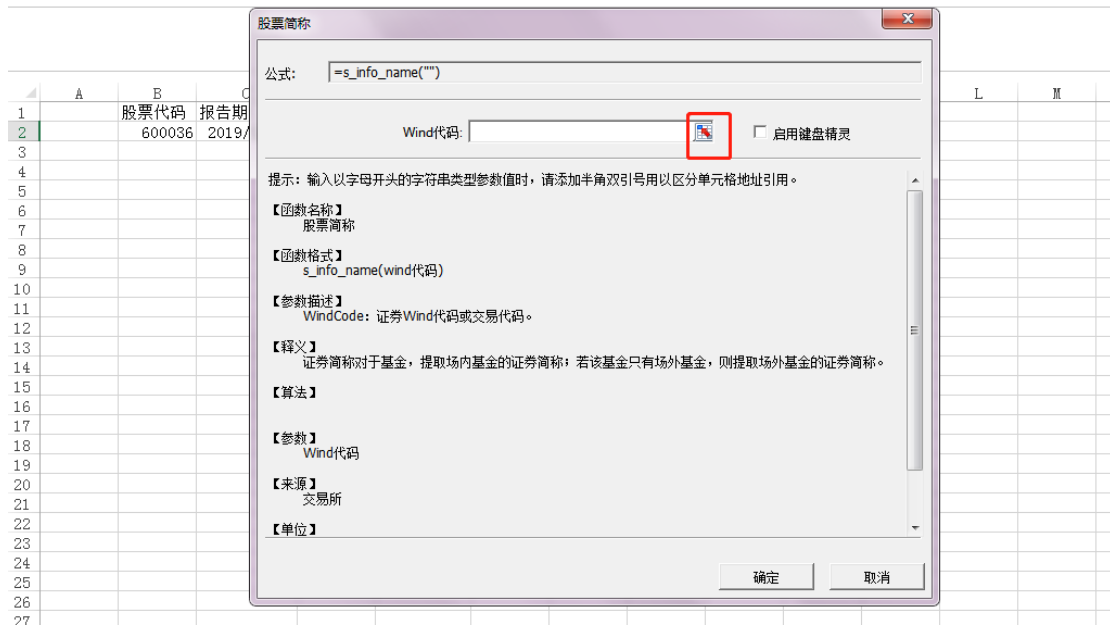 股票简称
公式:
=s_info_name("")
A B C L M
1 股票代码 报告期
2 600036 2019/
Wind代码:
启用键盘精灵
3
4
5
6
7
8
9
10
11
12
13
14
15
16
17
18
19
20
21
22
23
24
25
26
27
提示：输入以字母开头的字符串类型参数值时，请添加半角双引号用以区分单元格地址引用。
【函数名称】
股票简称
【函数格式】
s_info_name(wind代码)
【参数描述】
WindCode：证券Wind代码或交易代码。
【释义】
证券简称对于基金，提取场内基金的证券简称；若该基金只有场外基金，则提取场外基金的证券简称。
【算法】
【参数】
Wind代码
【来源】
交易所
【单位】
确定 取消